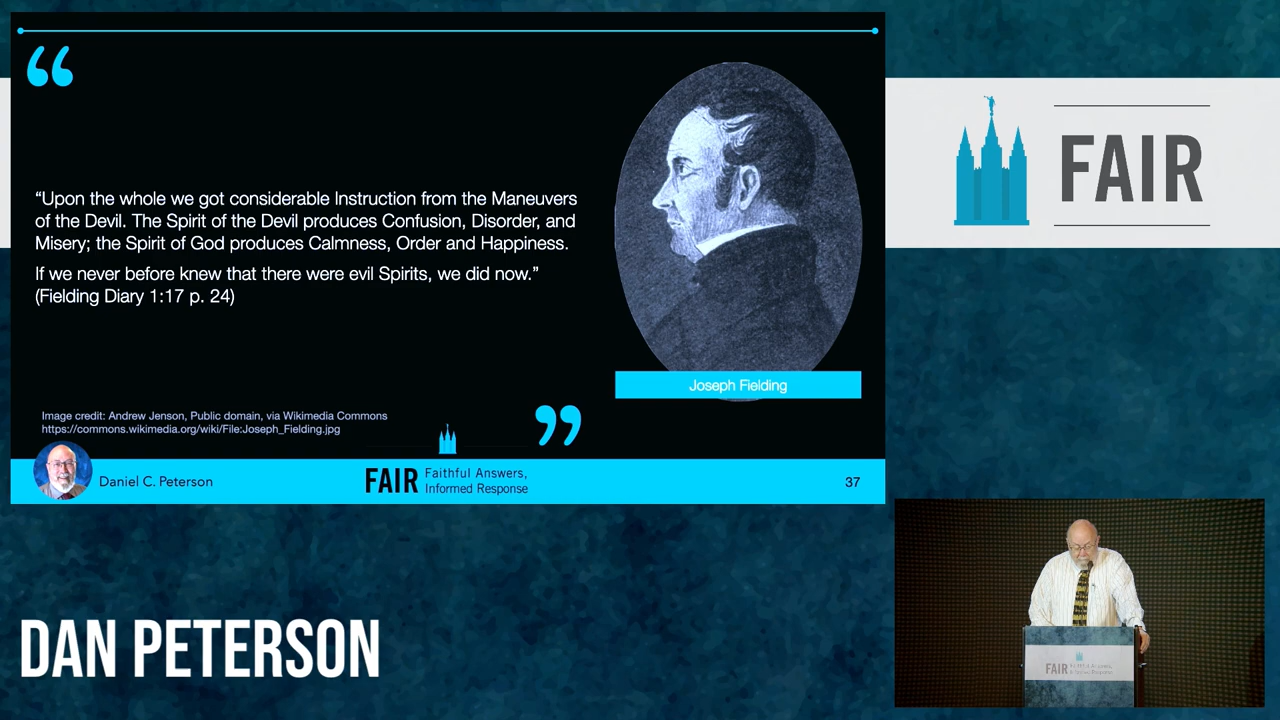 “Upon the whole we got considerable Instruction from the Maneuvers
of the Devil. The Spirit of the Devil produces Confusion, Disorder, and
Misery; the Spirit of God produces Calmness, Order and Happiness.
If we never before knew that there were evil Spirits, we did now.”
(Fielding Diary 1:17 p. 24)
Joseph Fielding
Image credit: Andrew Jenson, Public domain, via Wikimedia Commons
https://commons.wikimedia.org/wiki/File:Joseph_Fielding.jpg
Daniel C. Peterson
FAIR
Faithful Answers,
Informed Response
37
FAIR
DAN PETERSON
FAIR